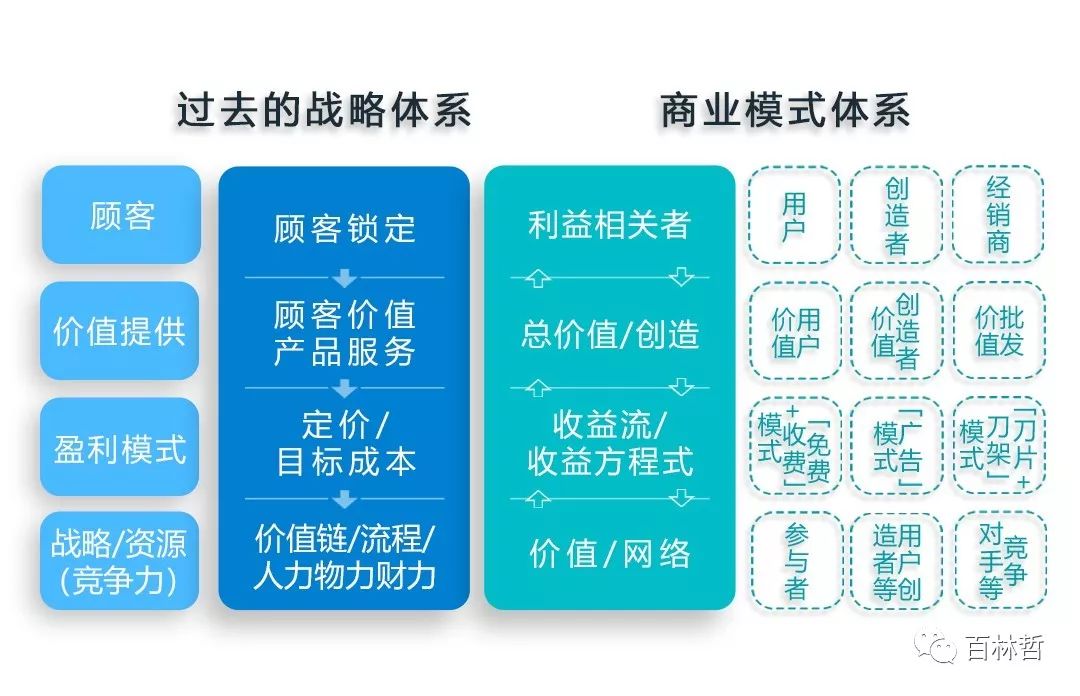 过去的战略体系
商业模式体系
顾客
顾客锁定
利益相关者
用户
创造者
经销商
价值提供
顾客价值
产品服务
总价值/创造
用户
价值
创造者
价值
批发
价值
盈利模式
定价/
目标成本
收益流/
收益方程式
「免费
+收费」
模式
「广告」
模式
「刀片+
刀架」
模式
战略/资源
(竞争力)
价值链/流程/
人力物力财力
价值/网络
参与者
用户创
造者等
竞争
对手等
百林哲